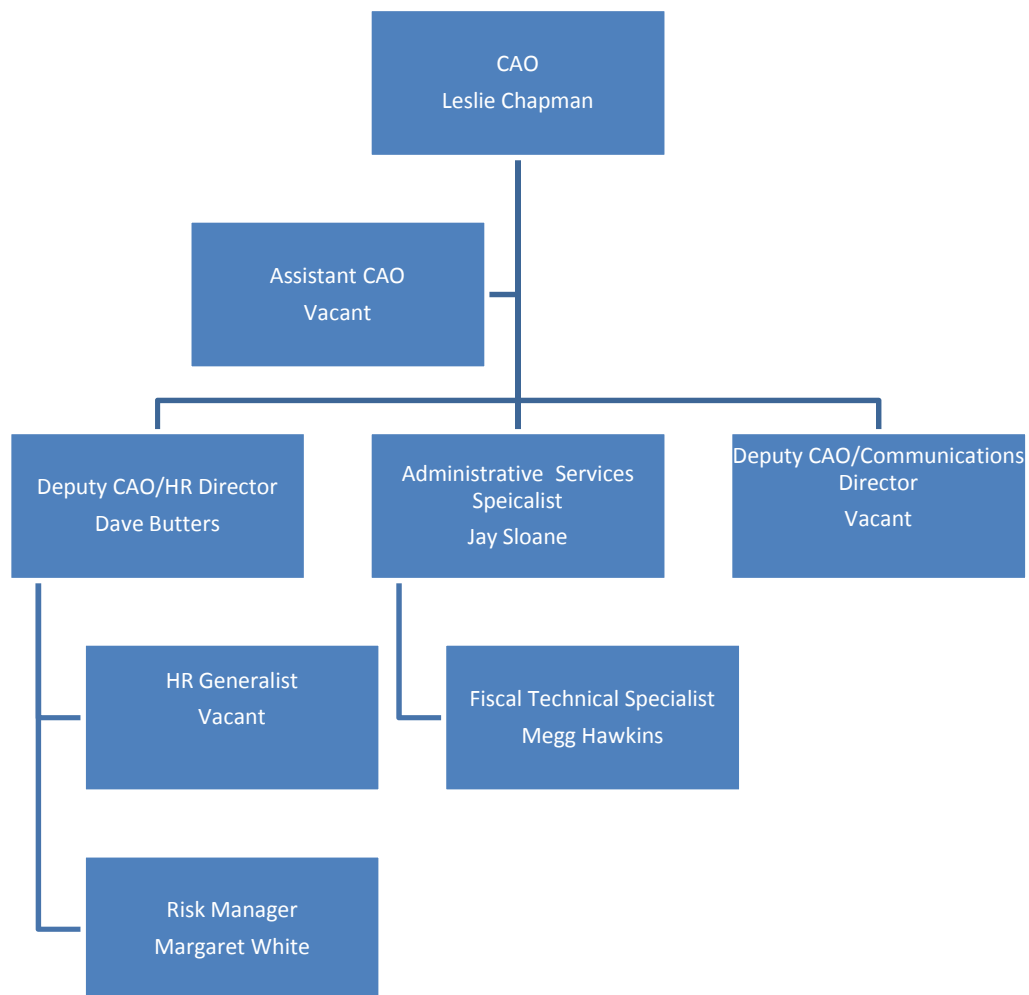 CAO
Leslie Chapman
Assistant CAO
Vacant
Deputy CAO/HR Director
Dave Butters
Administrative  Services
Speicalist
Jay Sloane
Deputy CAO/Communications
Director
Vacant
HR Generalist
Vacant
Fiscal Technical Specialist
Megg Hawkins
Risk Manager
Margaret White